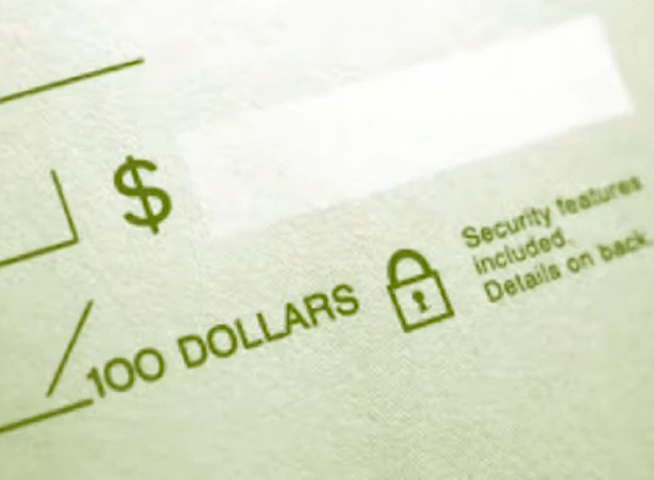 $
/100 DOLLARS
Security features
included.
Details on back.